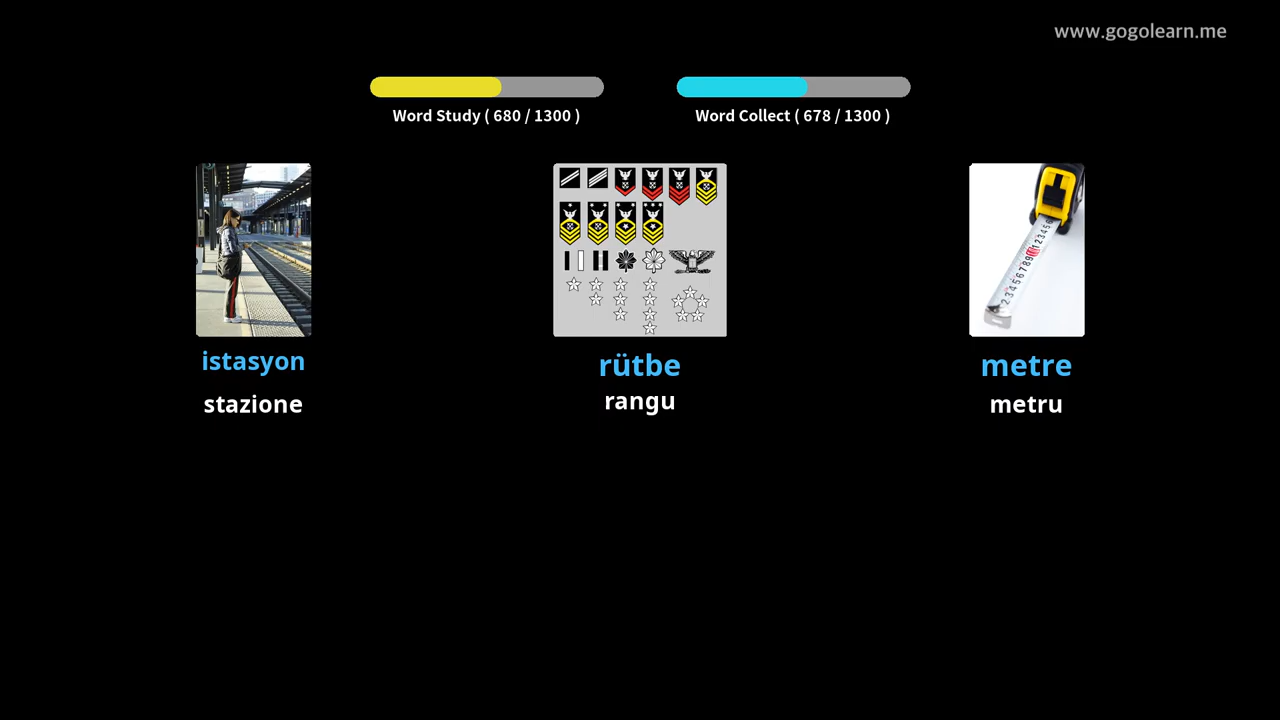 www.gogolearn.me
Word Study ( 680 / 1300 )
Word Collect ( 678 / 1300 )
istasyon
stazione
rütbe
rangu
metre
metru